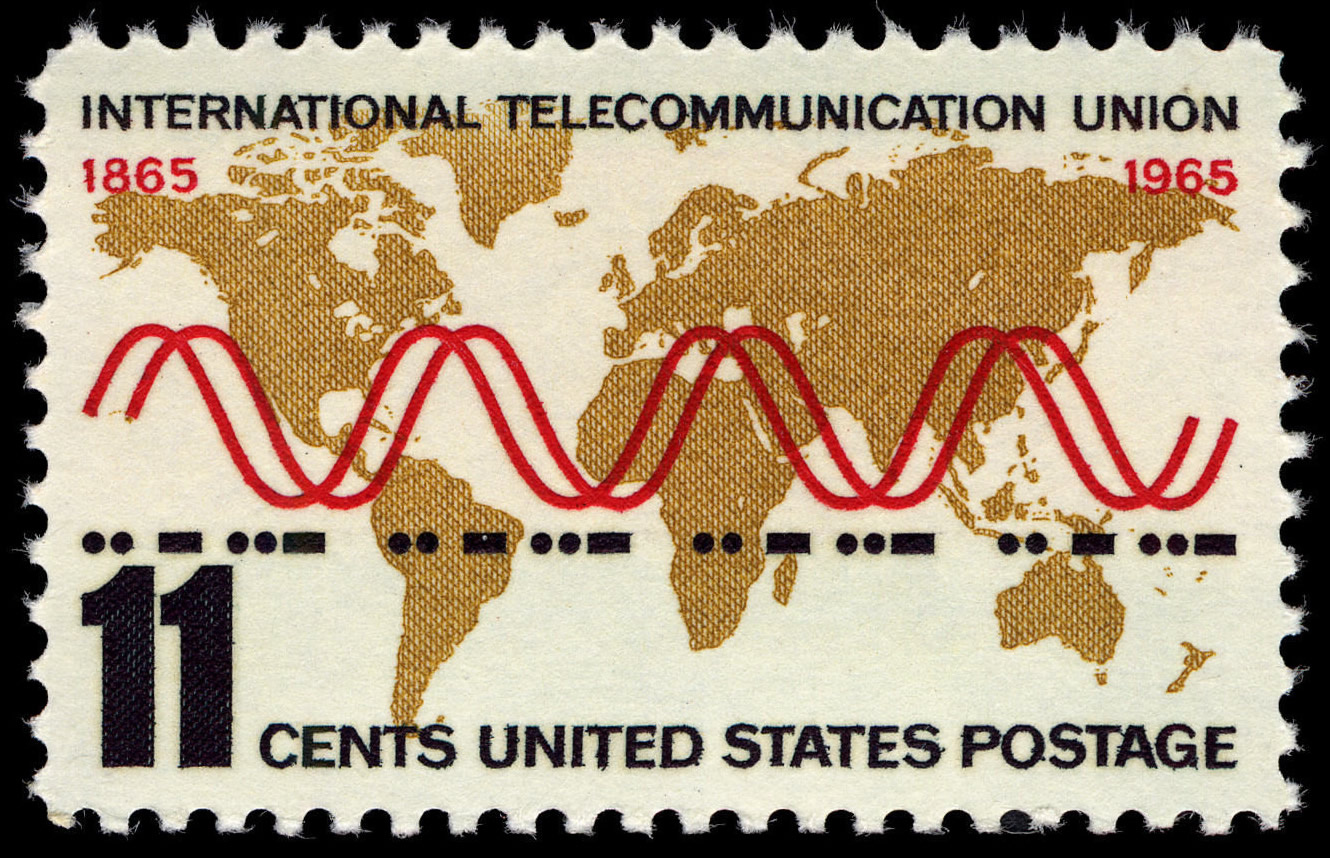 INTERNATIONAL TELECOMMUNICATION UNION
1865 1965
•• — ••— •• — ••— •• — ••— •• — ••—
11 CENTS UNITED STATES POSTAGE